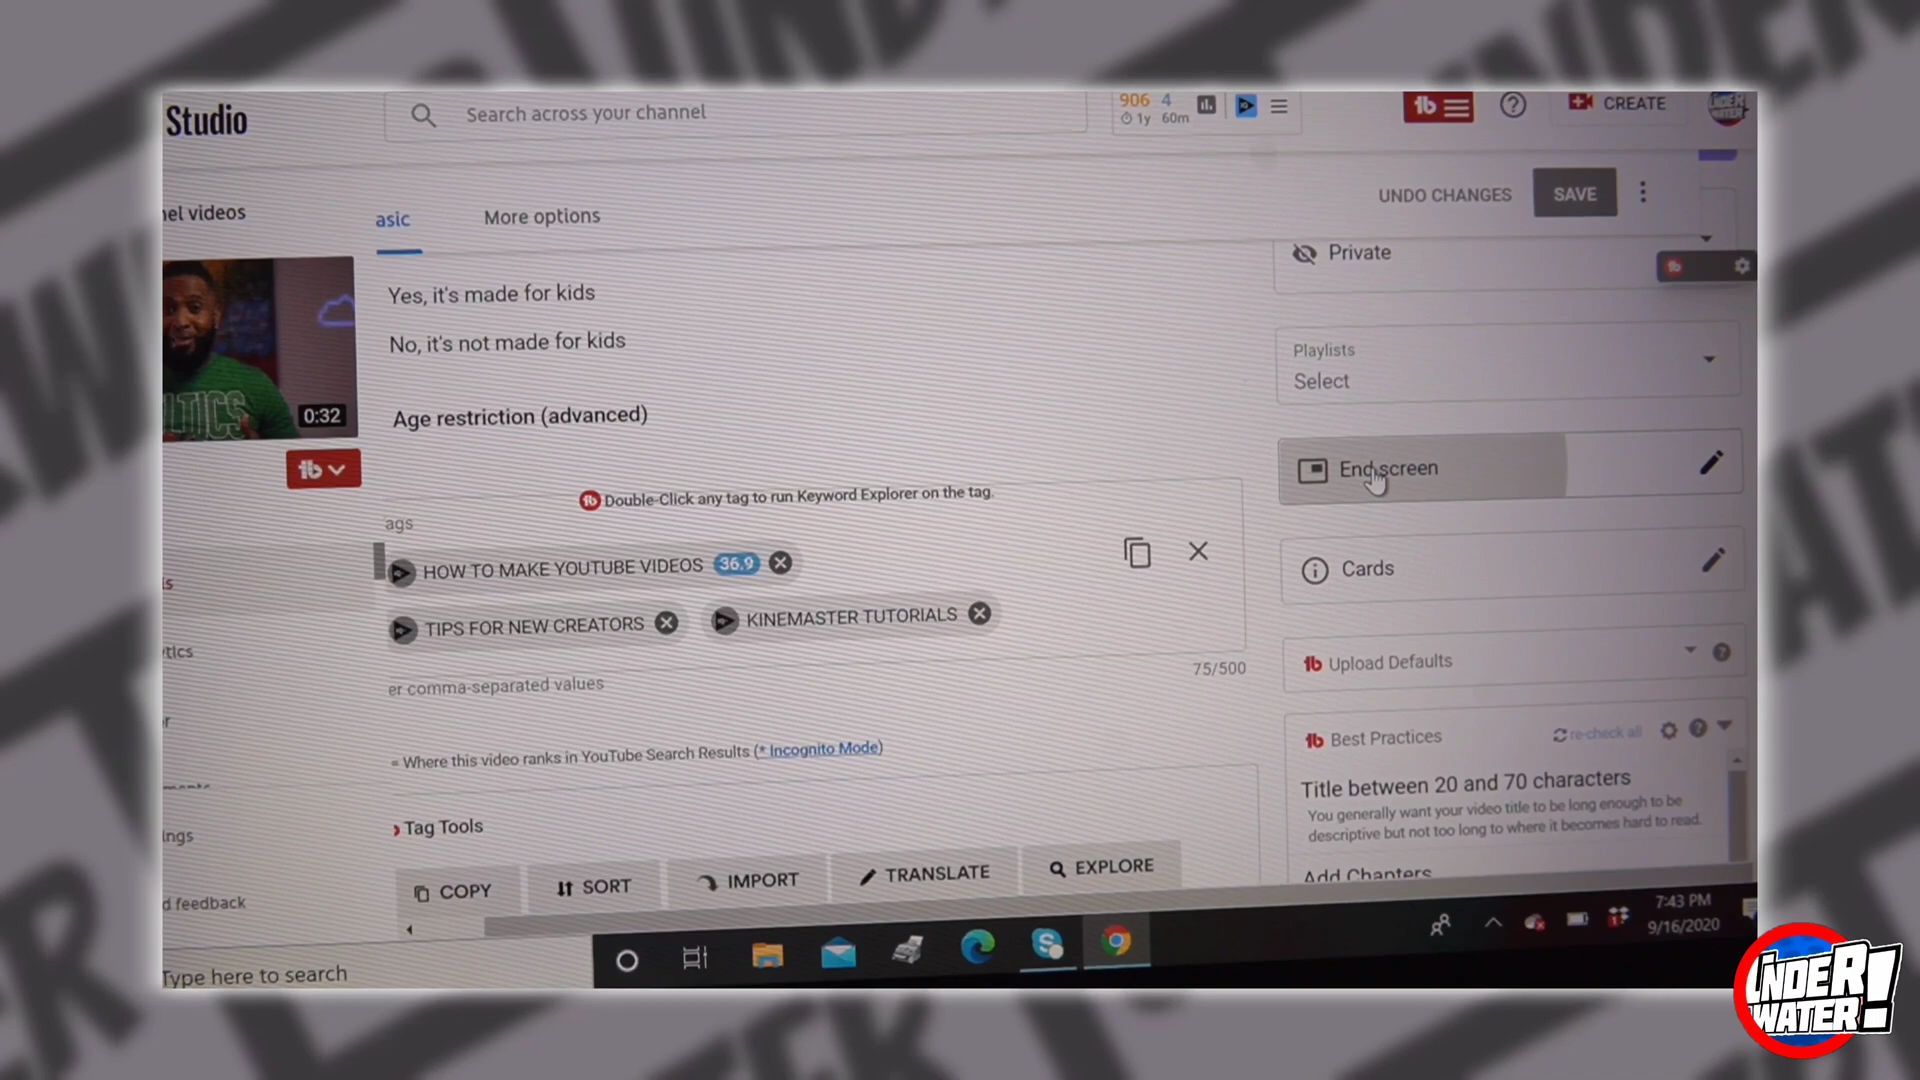 Studio
Search across your channel
906 4
1y 60m
CREATE
nel videos
asic
More options
UNDO CHANGES
SAVE
Private
Yes, it's made for kids
No, it's not made for kids
Playlists
Select
LTICS
0:32
Age restriction (advanced)
End screen
tb
Double-Click any tag to run Keyword Explorer on the tag.
ags
HOW TO MAKE YOUTUBE VIDEOS 36.9
Cards
TIPS FOR NEW CREATORS
KINEMASTER TUTORIALS
75/500
er comma-separated values
s
tics
r
Upload Defaults
= Where this video ranks in YouTube Search Results (* Incognito Mode)
Best Practices
re-check all
Title between 20 and 70 characters
You generally want your video title to be long enough to be
descriptive but not too long to where it becomes hard to read.
Add Chapters
ings
Tag Tools
COPY
SORT
IMPORT
TRANSLATE
EXPLORE
d feedback
Type here to search
7:43 PM
9/16/2020
UNDER
WATER!